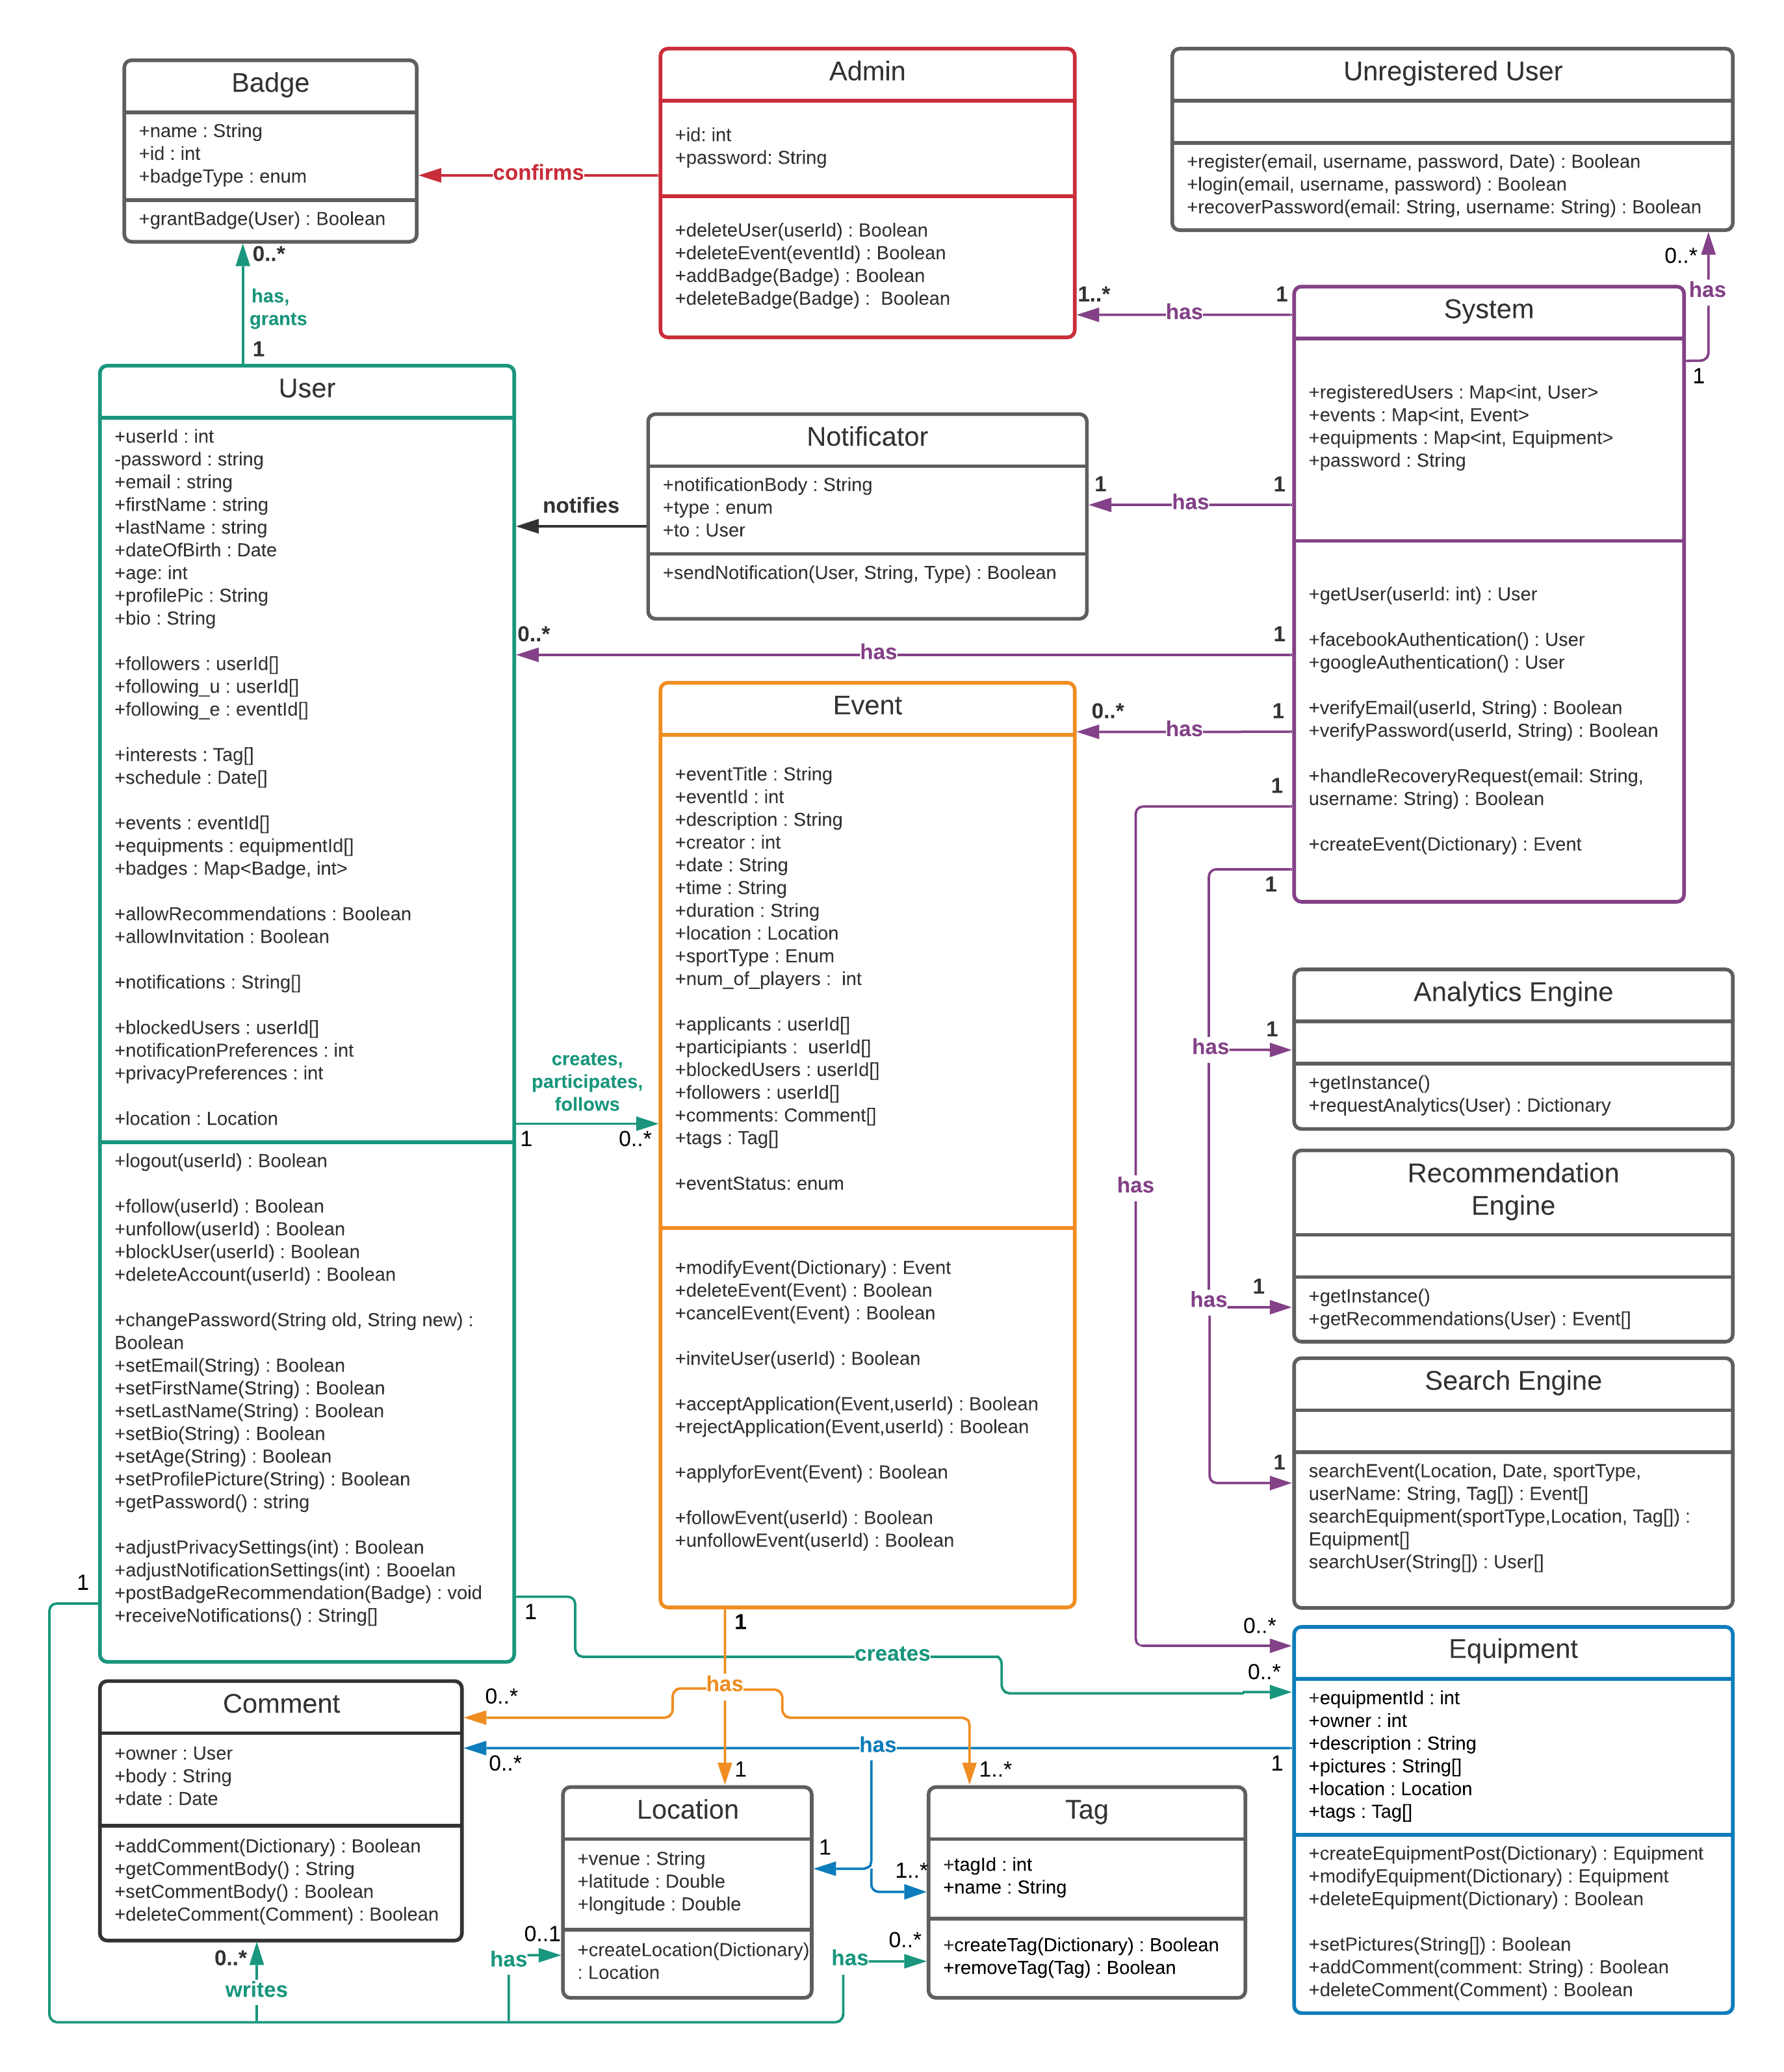 Badge
+name : String
+id : int
+badgeType : enum
+grantBadge(User) : Boolean
confirms
Admin
+id: int
+password: String
+deleteUser(userId) : Boolean
+deleteEvent(eventId) : Boolean
+addBadge(Badge) : Boolean
+deleteBadge(Badge) :  Boolean
Unregistered User
+register(email, username, password, Date) : Boolean
+login(email, username, password) : Boolean
+recoverPassword(email: String, username: String) : Boolean
0..*
has
1
0..*
has,
grants
1
1..*
has
1
System
+registeredUsers : Map<int, User>
+events : Map<int, Event>
+equipments : Map<int, Equipment>
+password : String
+getUser(userId: int) : User
+facebookAuthentication() : User
+googleAuthentication() : User
+verifyEmail(userId, String) : Boolean
+verifyPassword(userId, String) : Boolean
+handleRecoveryRequest(email: String,
username: String) : Boolean
+createEvent(Dictionary) : Event
User
+userId : int
-password : string
+email : string
+firstName : string
+lastName : string
+dateOfBirth : Date
+age: int
+profilePic : String
+bio : String
+followers : userId[]
+following_u : userId[]
+following_e : eventId[]
+interests : Tag[]
+schedule : Date[]
+events : eventId[]
+equipments : equipmentId[]
+badges : Map<Badge, int>
+allowRecommendations : Boolean
+allowInvitation : Boolean
+notifications : String[]
+blockedUsers : userId[]
+notificationPreferences : int
+privacyPreferences : int
+location : Location
+logout(userId) : Boolean
+follow(userId) : Boolean
+unfollow(userId) : Boolean
+blockUser(userId) : Boolean
+deleteAccount(userId) : Boolean
+changePassword(String old, String new) :
Boolean
+setEmail(String) : Boolean
+setFirstName(String) : Boolean
+setLastName(String) : Boolean
+setBio(String) : Boolean
+setAge(String) : Boolean
+setProfilePicture(String) : Boolean
+getPassword() : string
+adjustPrivacySettings(int) : Boolean
+adjustNotificationSettings(int) : Booelan
+postBadgeRecommendation(Badge) : void
+receiveNotifications() : String[]
notifies
Notificator
+notificationBody : String
+type : enum
+to : User
+sendNotification(User, String, Type) : Boolean
1
has
1
0..*
has
1
Event
+eventTitle : String
+eventId : int
+description : String
+creator : int
+date : String
+time : String
+duration : String
+location : Location
+sportType : Enum
+num_of_players :  int
+applicants : userId[]
+participiants :  userId[]
+blockedUsers : userId[]
+followers : userId[]
+comments: Comment[]
+tags : Tag[]
+eventStatus: enum
+modifyEvent(Dictionary) : Event
+deleteEvent(Event) : Boolean
+cancelEvent(Event) : Boolean
+inviteUser(userId) : Boolean
+acceptApplication(Event,userId) : Boolean
+rejectApplication(Event,userId) : Boolean
+applyforEvent(Event) : Boolean
+followEvent(userId) : Boolean
+unfollowEvent(userId) : Boolean
0..*
has
1
1
1
creates,
participates,
follows
1
0..*
has
has
1
Analytics Engine
+getInstance()
+requestAnalytics(User) : Dictionary
Recommendation
Engine
+getInstance()
+getRecommendations(User) : Event[]
has
1
Search Engine
searchEvent(Location, Date, sportType,
userName: String, Tag[]) : Event[]
searchEquipment(sportType,Location, Tag[]) :
Equipment[]
searchUser(String[]) : User[]
1
1
1
1
creates
0..*
0..*
Equipment
+equipmentId : int
+owner : int
+description : String
+pictures : String[]
+location : Location
+tags : Tag[]
+createEquipmentPost(Dictionary) : Equipment
+modifyEquipment(Dictionary) : Equipment
+deleteEquipment(Dictionary) : Boolean
+setPictures(String[]) : Boolean
+addComment(comment: String) : Boolean
+deleteComment(Comment) : Boolean
Comment
+owner : User
+body : String
+date : Date
+addComment(Dictionary) : Boolean
+getCommentBody() : String
+setCommentBody() : Boolean
+deleteComment(Comment) : Boolean
0..*
has
0..*
has
1
1
1..*
Location
+venue : String
+latitude : Double
+longitude : Double
+createLocation(Dictionary)
: Location
1
1..*
Tag
+tagId : int
+name : String
+createTag(Dictionary) : Boolean
+removeTag(Tag) : Boolean
0..*
writes
has
0..1
has
0..*